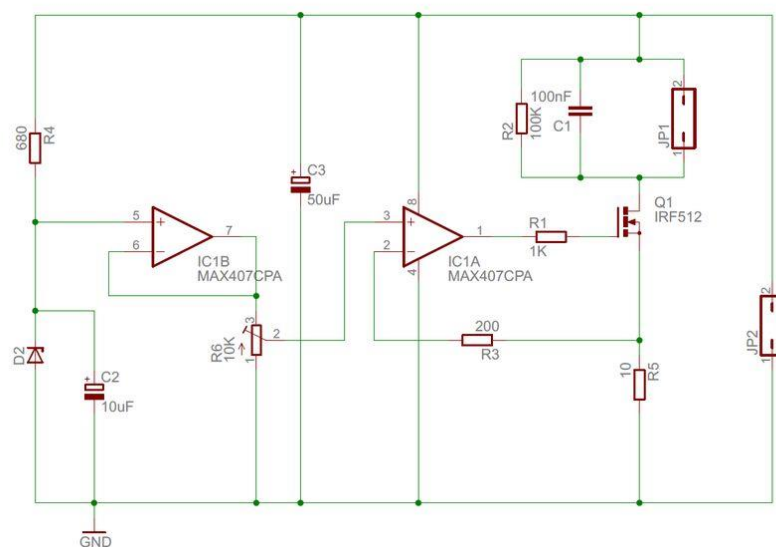 680
R4
C3
+
50uF
5
+
6
-
7
IC1B
MAX407CPA
3
2
1
R6
10K
D2
+
C2
10uF
GND
3
+
2
-
8
4
1
IC1A
MAX407CPA
R1
1K
200
R3
100nF
C1
R2
100K
2
JP1
1
Q1
IRF512
10
R5
2
JP2
1